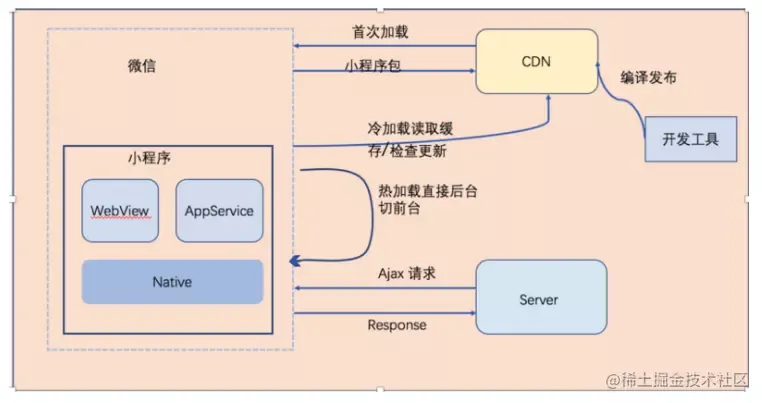 首次加载
CDN
微信
小程序包
编译发布
冷加载读取缓
存/检查更新
开发工具
小程序
热加载直接后台
切前台
WebView
AppService
Ajax 请求
Native
Server
Response
@稀土掘金技术社区